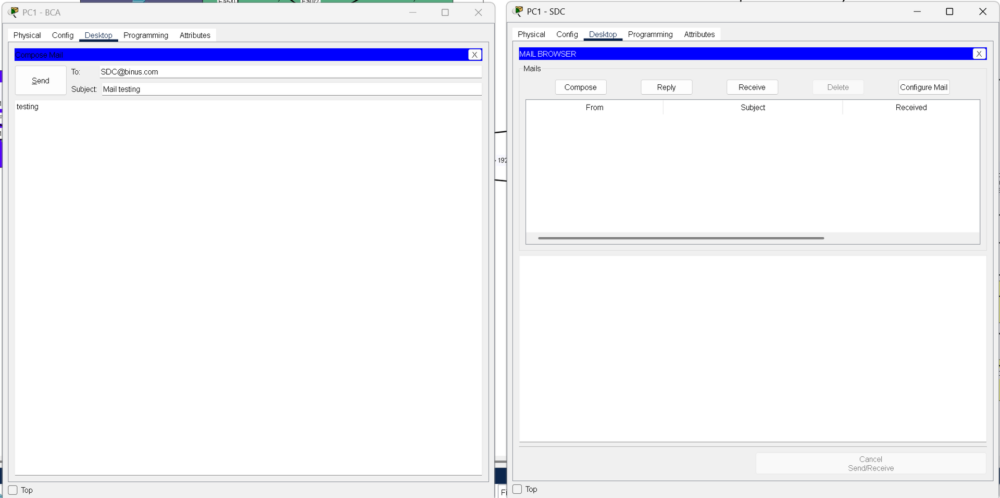 PC1 - BCA
Physical Config Desktop Programming Attributes
Compose Mail X
Send
To: SDC@binus.com
Subject: Mail testing
testing
Top
192
PC1 - SDC
Physical Config Desktop Programming Attributes
MAIL BROWSER X
Mails
Compose Reply Receive Delete Configure Mail
From Subject Received
Cancel
Send/Receive
Top